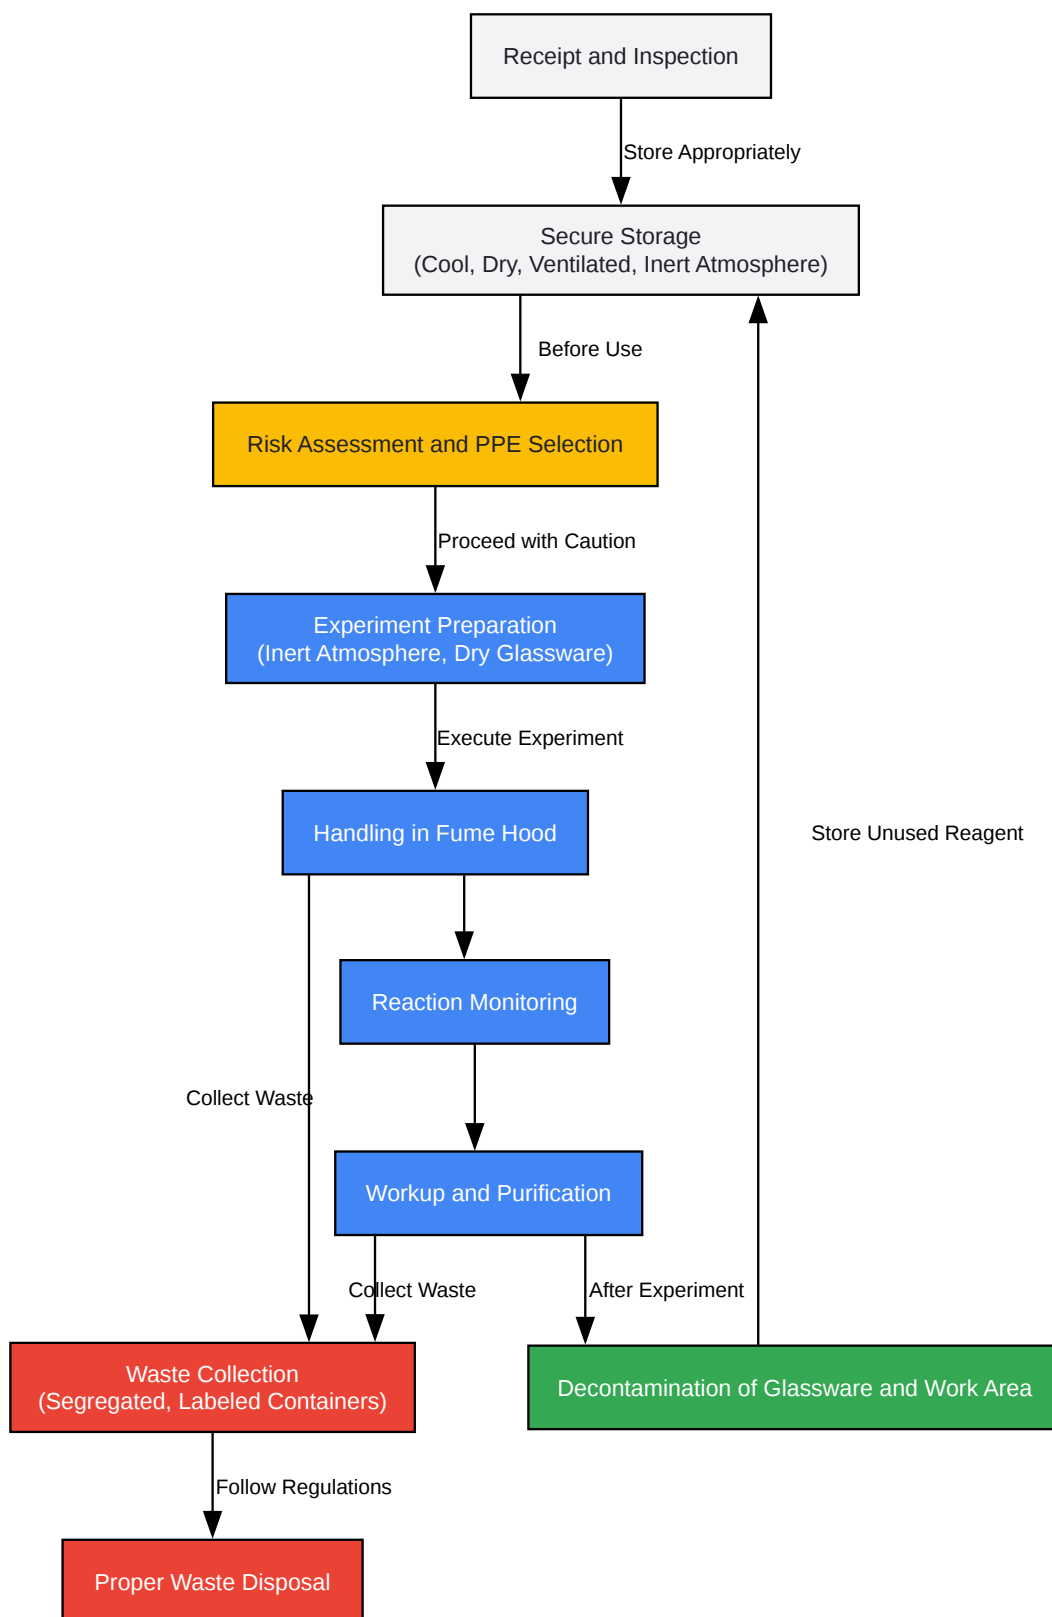 Receipt and Inspection
Store Appropriately
Secure Storage
(Cool, Dry, Ventilated, Inert Atmosphere)
Before Use
Risk Assessment and PPE Selection
Proceed with Caution
Experiment Preparation
(Inert Atmosphere, Dry Glassware)
Execute Experiment
Handling in Fume Hood
Store Unused Reagent
Reaction Monitoring
Collect Waste
Workup and Purification
Collect Waste
After Experiment
Waste Collection
(Segregated, Labeled Containers)
Decontamination of Glassware and Work Area
Follow Regulations
Proper Waste Disposal